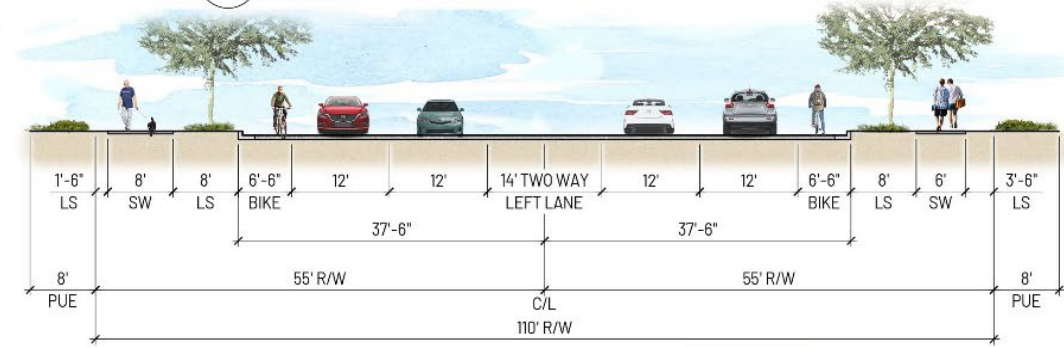 1'-6" 8' 8' 6'-6" 12' 12' 14' TWO WAY 12' 12' 6'-6" 8' 6' 3'-6"
LS SW LS BIKE LEFT LANE BIKE LS SW LS
37'-6" 37'-6"
8' 55' R/W 55' R/W 8'
PUE C/L PUE
110' R/W